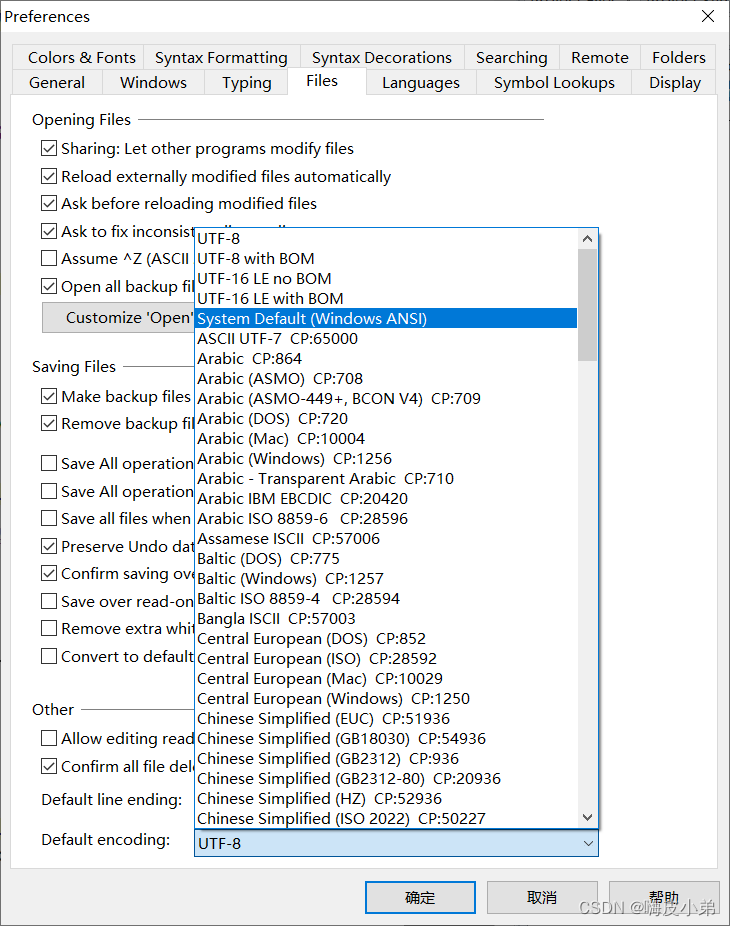 Preferences
Colors & Fonts Syntax Formatting Syntax Decorations Searching Remote Folders
General Windows Typing Files Languages Symbol Lookups Display
Opening Files
Sharing: Let other programs modify files
Reload externally modified files automatically
Ask before reloading modified files
Ask to fix inconsist
UTF-8
UTF-8 with BOM
Assume ^Z (ASCII
UTF-16 LE no BOM
Open all backup fil
UTF-16 LE with BOM
Customize 'Open'
System Default (Windows ANSI)
ASCII UTF-7 CP:65000
Arabic CP:864
Saving Files
Arabic (ASMO) CP:708
Make backup files
Arabic (ASMO-449+, BCON V4) CP:709
Remove backup fil
Arabic (DOS) CP:720
Arabic (Mac) CP:10004
Save All operation
Arabic (Windows) CP:1256
Arabic - Transparent Arabic CP:710
Save All operation
Arabic IBM EBCDIC CP:20420
Save all files when
Arabic ISO 8859-6 CP:28596
Assamese ISCII CP:57006
Preserve Undo dat
Baltic (DOS) CP:775
Confirm saving ove
Baltic (Windows) CP:1257
Save over read-on
Baltic ISO 8859-4 CP:28594
Bangla ISCII CP:57003
Remove extra whit
Central European (DOS) CP:852
Convert to default
Central European (ISO) CP:28592
Central European (Mac) CP:10029
Central European (Windows) CP:1250
Other
Chinese Simplified (EUC) CP:51936
Allow editing read
Chinese Simplified (GB18030) CP:54936
Confirm all file dele
Chinese Simplified (GB2312) CP:936
Chinese Simplified (GB2312-80) CP:20936
Default line ending:
Chinese Simplified (HZ) CP:52936
Chinese Simplified (ISO 2022) CP:50227
Default encoding:
UTF-8
确定 取消 帮助
CSDN @嗨皮小弟